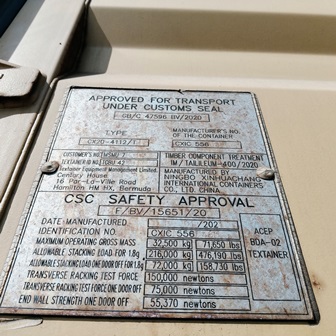 APPROVED FOR TRANSPORT
UNDER CUSTOMS SEAL
GB/C 47596 BV/2020
TYPE
CX20-41TZ/T
MANUFACTURER'S NO.
OF THE CONTAINER
CXIC 556
CUSTOMER'S NO
TEXTAINER ID NO.
Textainer Equipment Management Limited
Century House
16 Par-La-Ville Road
Hamilton HM HX, Bermuda
TIMBER COMPONENT TREATMENT
IM/TAILILEUM-400/2020
MANUFACTURED BY
NINGBO XINHUACHANG
INTERNATIONAL CONTAINERS
CO., LTD. CHINA.
CSC SAFETY APPROVAL
F/BV/15651/20
DATE MANUFACTURED
IDENTIFICATION NO. CXIC 556
MAXIMUM OPERATING GROSS MASS 32,500 kg 71,650 lbs
ALLOWABLE STACKING LOAD FOR 1.8g 216,000 kg 476,190 lbs
ALLOWABLE STACKING LOAD ONE DOOR OFF FOR 1.8g 72,000 kg 158,730 lbs
TRANSVERSE RACKING TEST FORCE 150,000 newtons
TRANSVERSE RACKING TEST FORCE ONE DOOR OFF 75,000 newtons
END WALL STRENGTH ONE DOOR OFF 55,370 newtons
ACEP
BDA-02
TEXTAINER